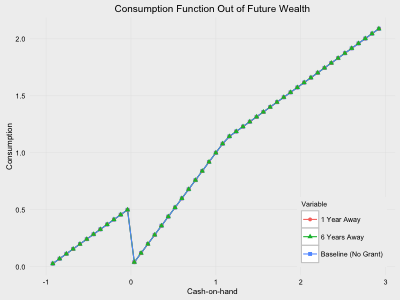 Consumption Function Out of Future Wealth
Consumption
2.0
1.5
1.0
0.5
0.0
-1
0
1
2
3
Cash-on-hand
Variable
1 Year Away
6 Years Away
Baseline (No Grant)